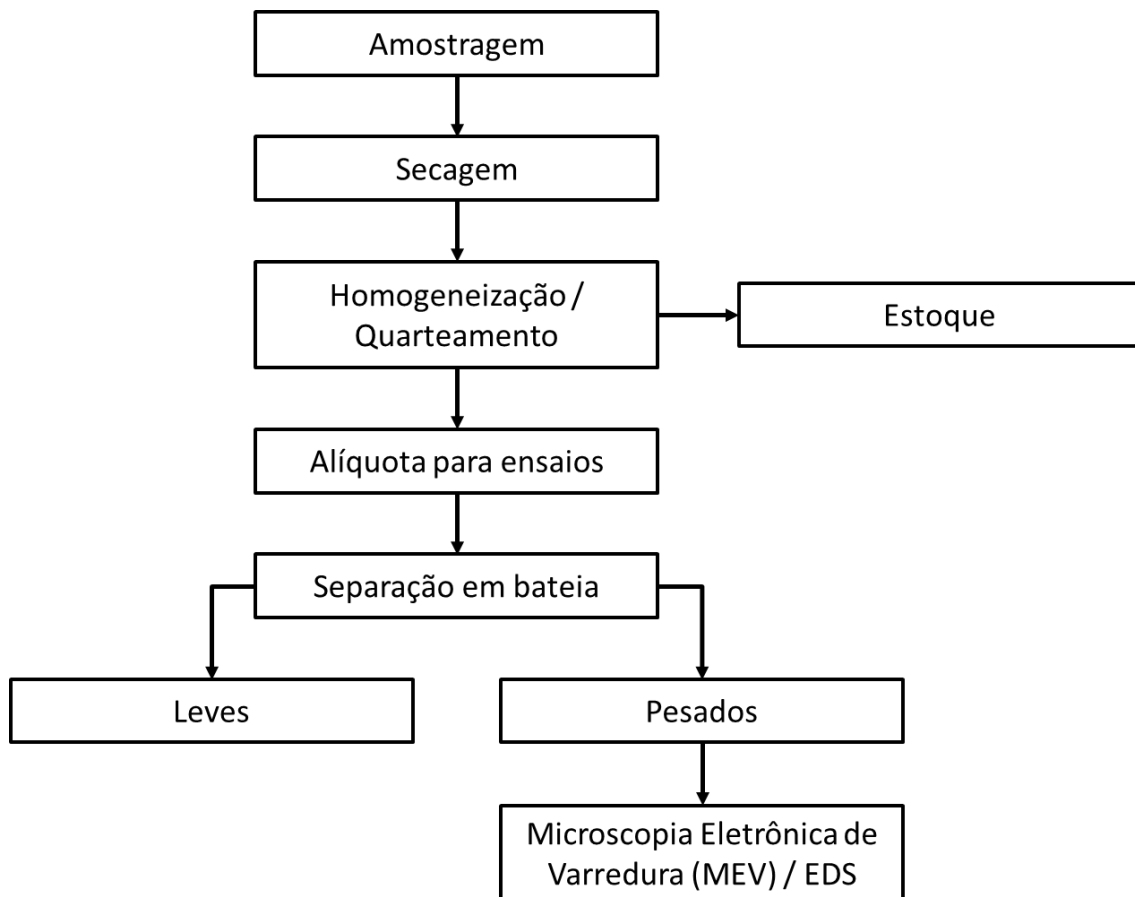 Amostragem
Secagem
Homogeneização /
Quarteamento
Estoque
Alíquota para ensaios
Separação em bateia
Leves
Pesados
Microscopia Eletrônica de
Varredura (MEV) / EDS